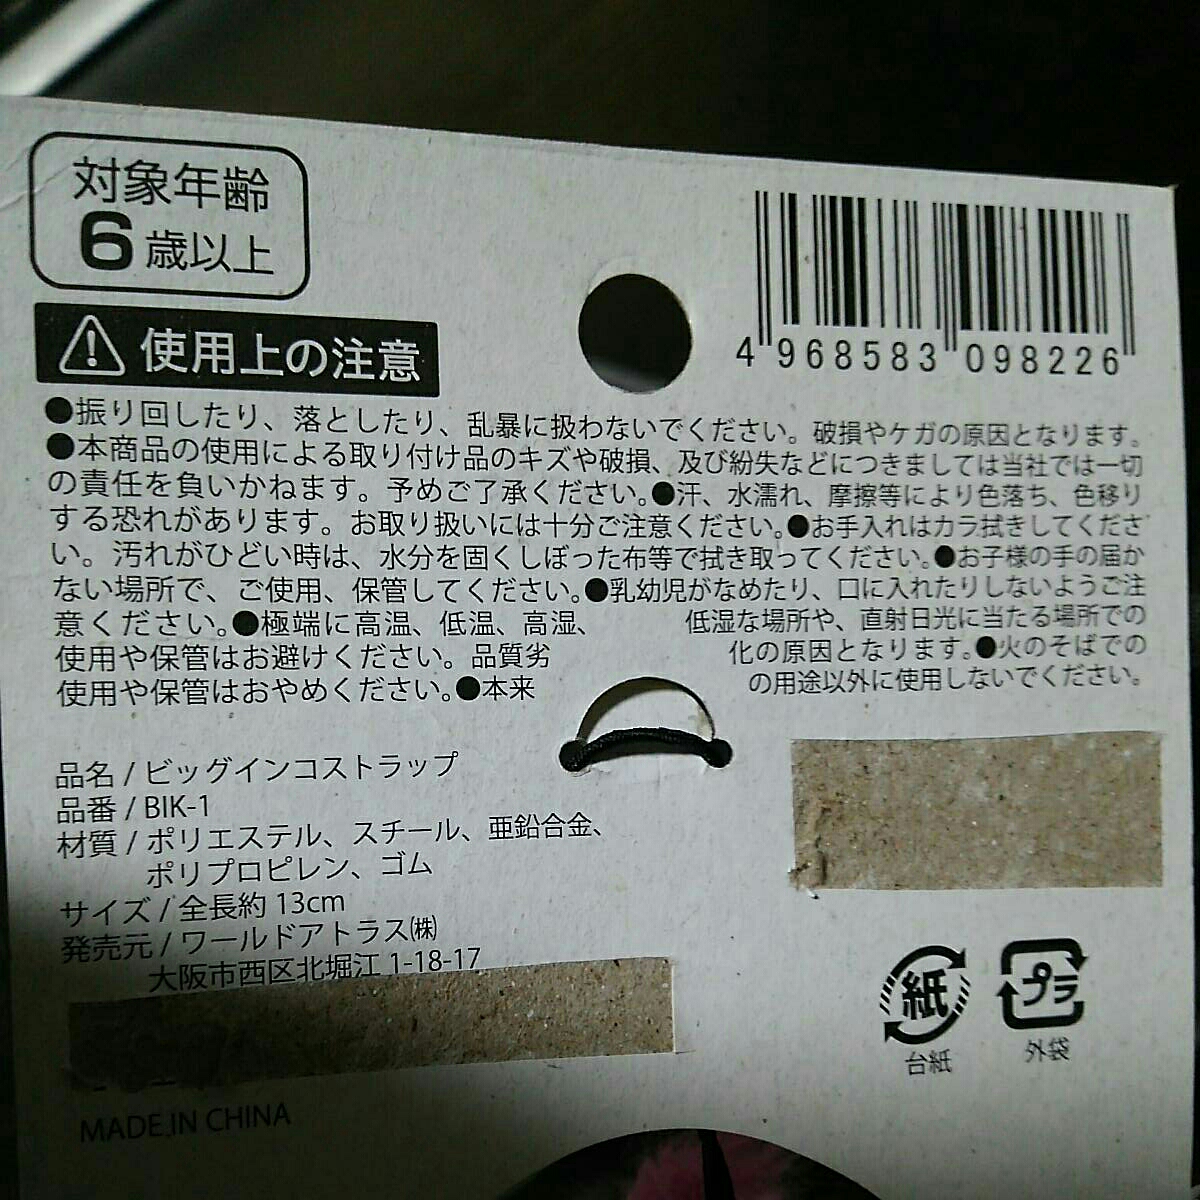 対象年齢
6歳以上
4 968583 098226
使用上の注意
●振り回したり、落としたり、乱暴に扱わないでください。破損やケガの原因となります。
●本商品の使用による取り付け品のキズや破損、及び紛失などにつきましては当社では一切
の責任を負いかねます。予めご了承ください。●汗、水濡れ、摩擦等により色落ち、色移り
する恐れがあります。お取り扱いには十分ご注意ください。●お手入れはカラ拭きしてくださ
い。汚れがひどい時は、水分を固くしぼった布等で拭き取ってください。●お子様の手の届か
ない場所で、ご使用、保管してください。●乳幼児がなめたり、口に入れたりしないようご注
意ください。●極端に高温、低温、高湿、低湿な場所や、直射日光に当たる場所での
使用や保管はお避けください。品質劣化の原因となります。●火のそばでの
使用や保管はおやめください。●本来の用途以外に使用しないでください。
品名 / ビッグインコストラップ
品番 / BIK-1
材質 / ポリエステル、スチール、亜鉛合金、
ポリプロピレン、ゴム
サイズ / 全長約 13cm
発売元 / ワールドアトラス㈱
大阪市西区北堀江 1-18-17
紙
台紙
プラ
外袋
MADE IN CHINA